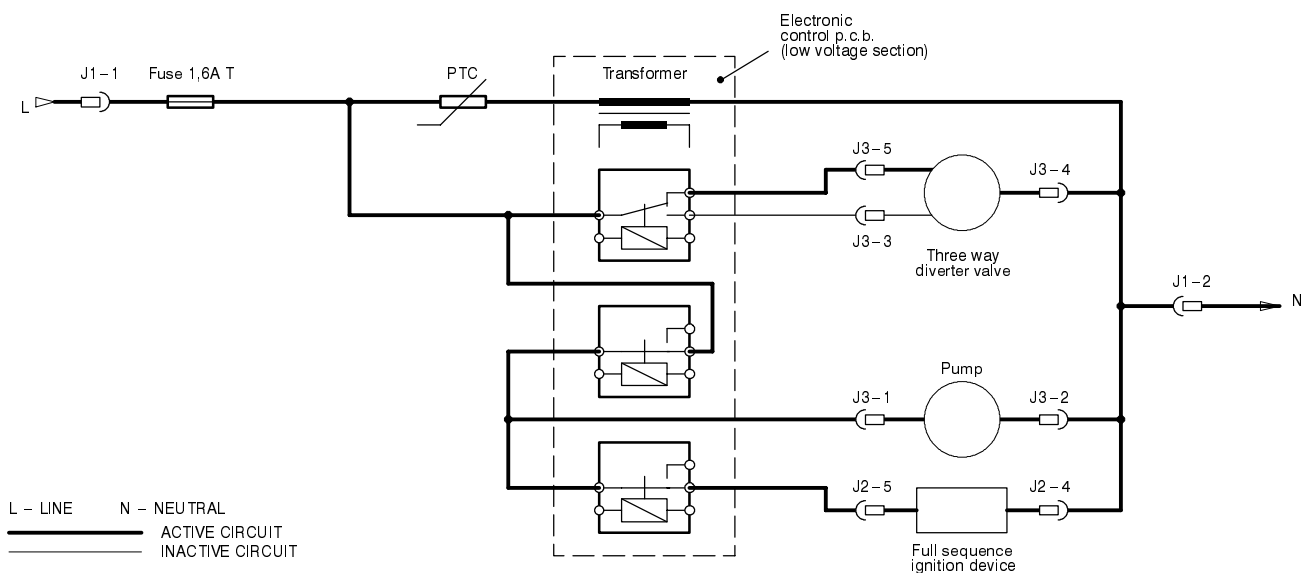 Electronic
control p.c.b.
(low voltage section)
J1-1
Fuse 1,6A T
PTC
Transformer
L
J3-5
J3-4
J3-3
Three way
diverter valve
J1-2
N
Pump
J3-1
J3-2
J2-5
J2-4
Full sequence
ignition device
L - LINE N - NEUTRAL
ACTIVE CIRCUIT
INACTIVE CIRCUIT